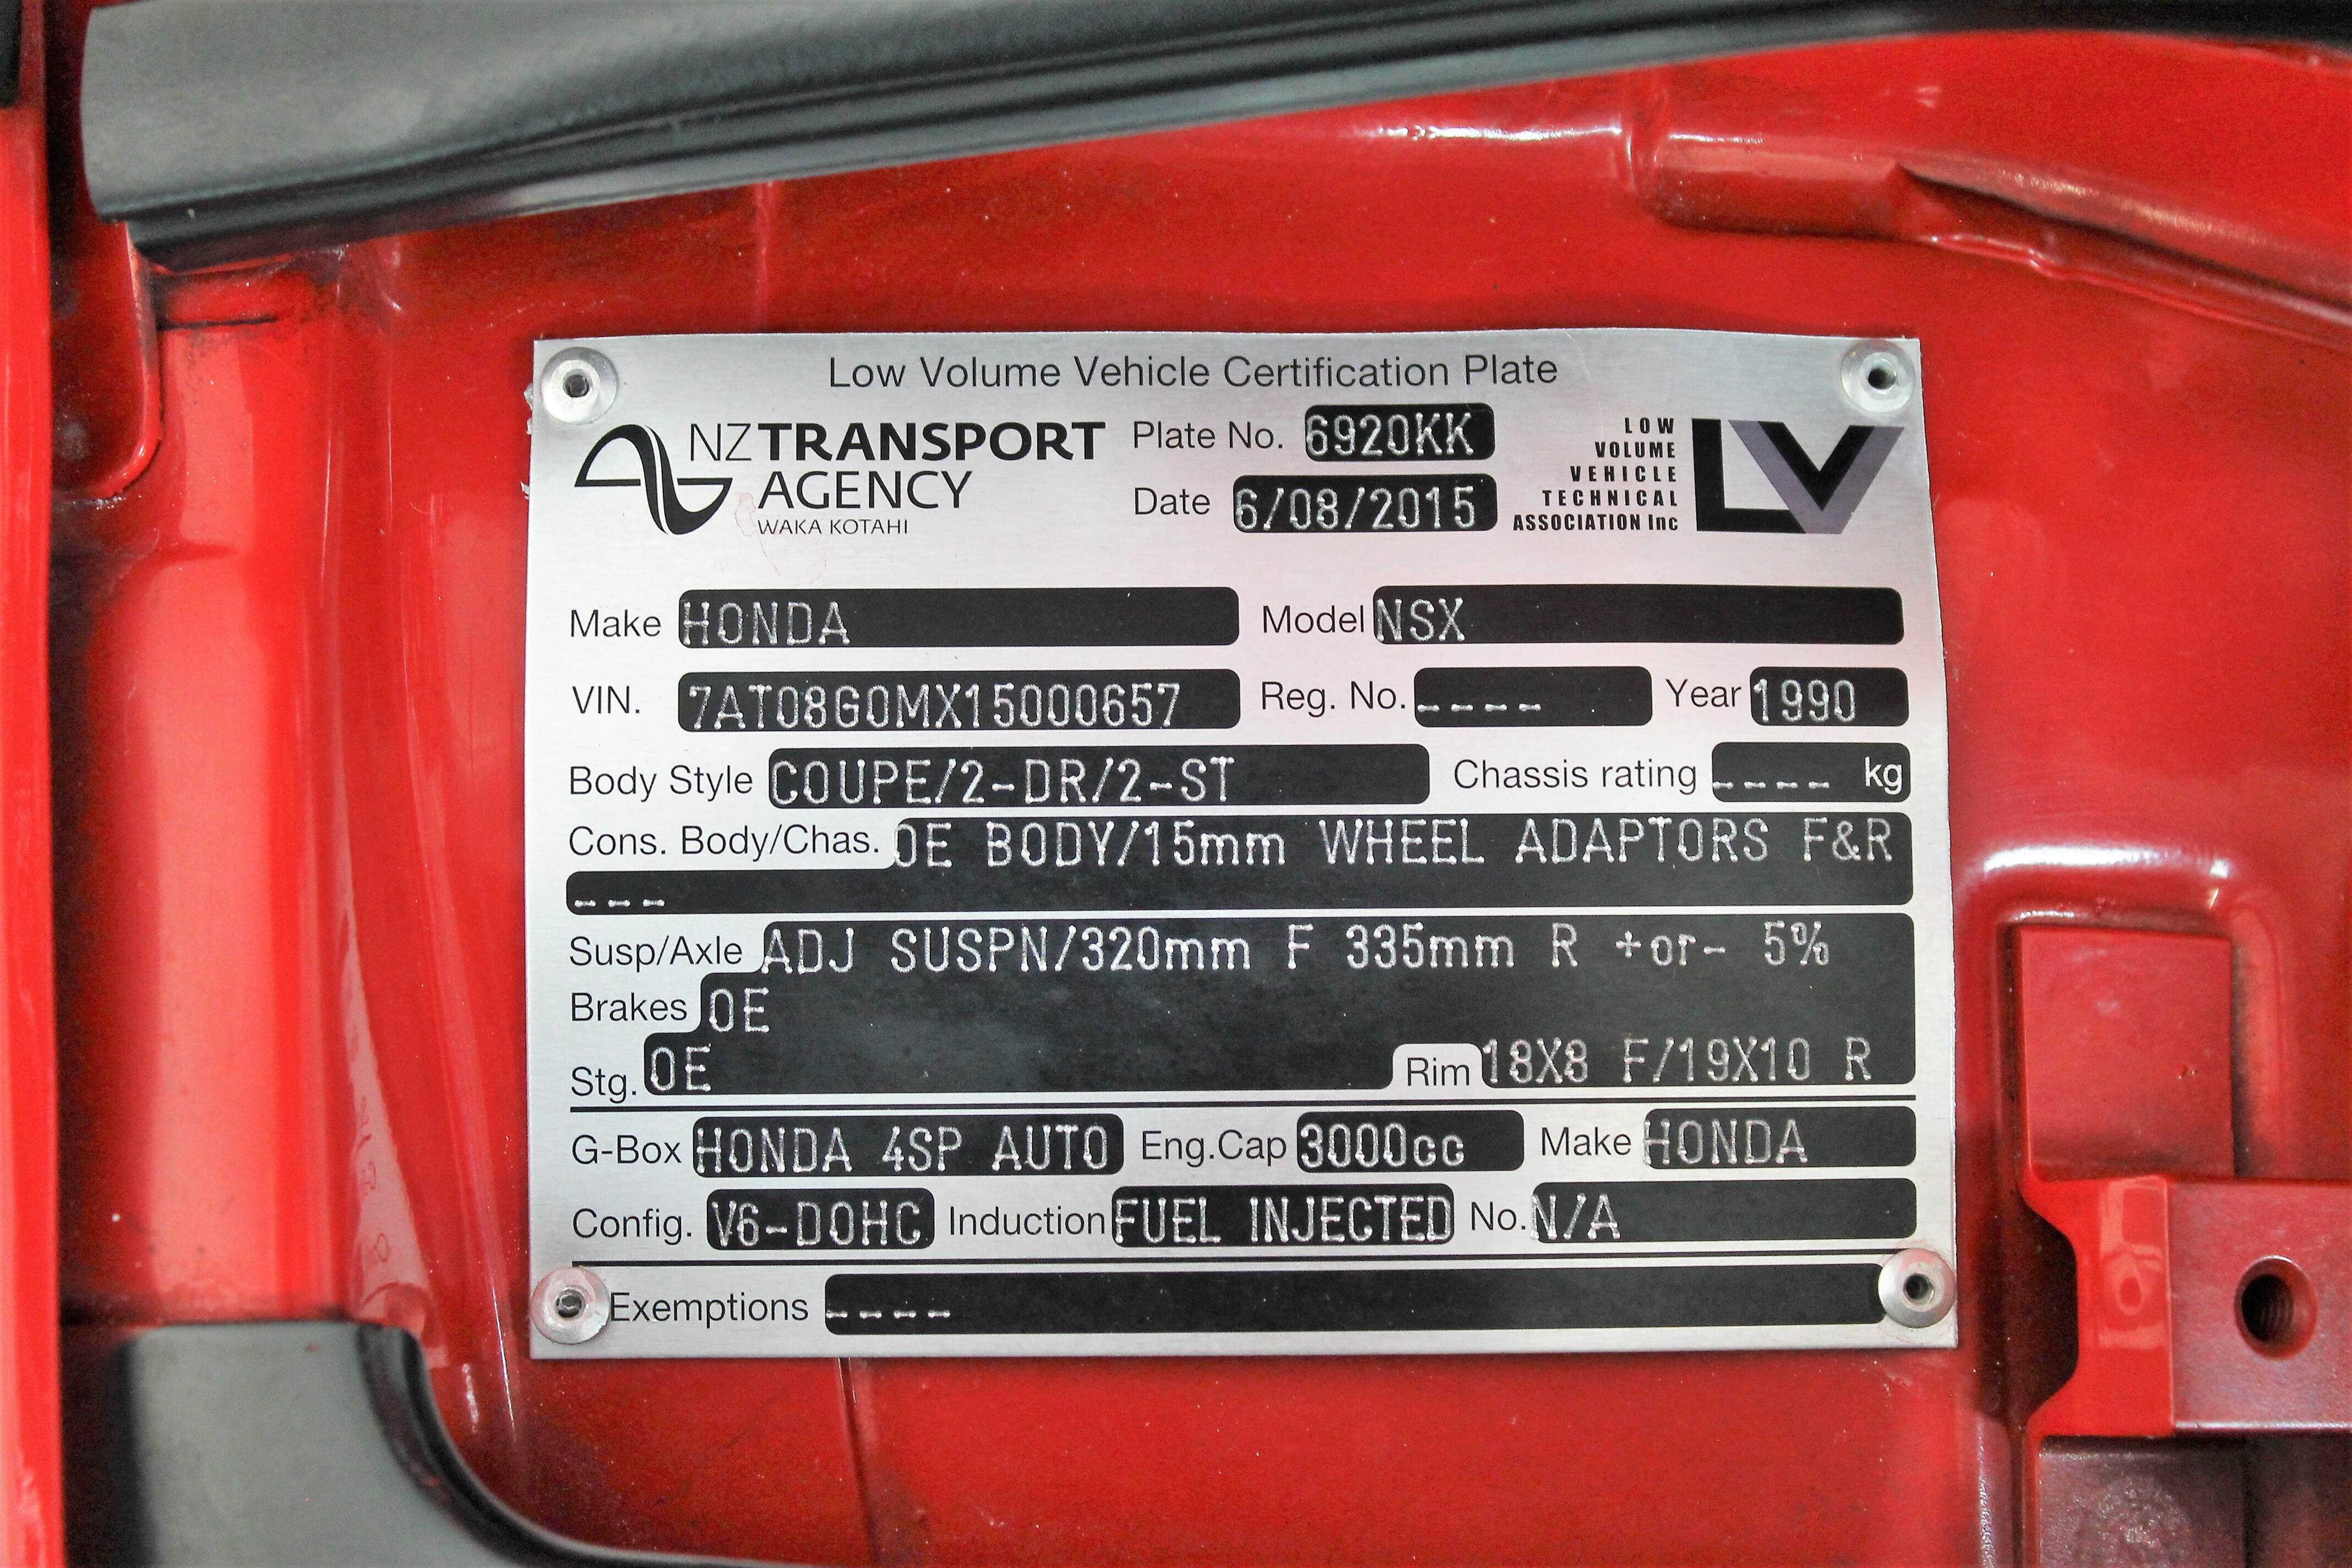 Low Volume Vehicle Certification Plate
NZTRANSPORT
AGENCY
WAKA KOTAHI
Plate No. 6920KK
Date 6/08/2015
LOW
VOLUME
VEHICLE
TECHNICAL
ASSOCIATION Inc
LV
Make HONDA Model NSX
VIN. 7AT08G0MX15000657 Reg. No. ---- Year 1990
Body Style COUPE/2-DR/2-ST Chassis rating ---- kg
Cons. Body/Chas. OE BODY/15mm WHEEL ADAPTORS F&R
---
Susp/Axle ADJ SUSPN/320mm F 335mm R +or- 5%
Brakes OE
Stg. OE Rim 18X8 F/19X10 R
G-Box HONDA 4SP AUTO Eng.Cap 3000cc Make HONDA
Config. V6-DOHC Induction FUEL INJECTED No. N/A
Exemptions ----